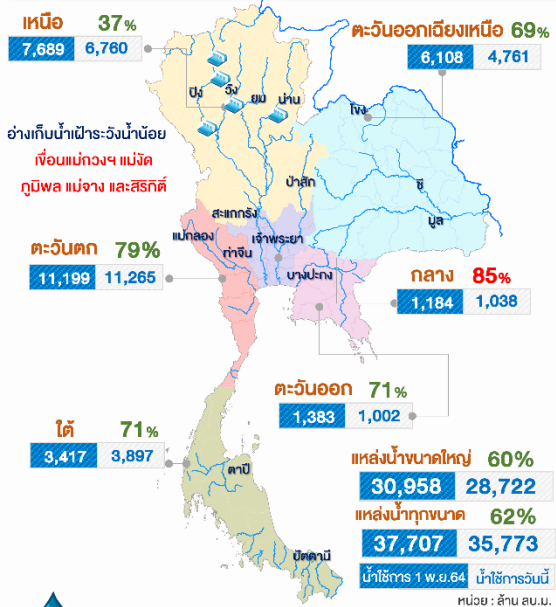 เหนือ 37%
7,689 6,760
ตะวันออกเฉียงเหนือ 69%
6,108 4,761
ปิง
วัง
ยม
น่าน
โขง
อ่างเก็บน้ำเฝ้าระวังน้ำน้อย
เขื่อนแม่กวงฯ แม่งัด
ภูมิพล แม่จาง และสิริกิติ์
ป่าสัก
ชี
มูล
สะแกกรัง
แม่กลอง
ท่าจีน
เจ้าพระยา
บางปะกง
ตะวันตก 79%
11,199 11,265
กลาง 85%
1,184 1,038
ตะวันออก 71%
1,383 1,002
ใต้ 71%
3,417 3,897
ตาปี
ปัตตานี
แหล่งน้ำขนาดใหญ่ 60%
30,958 28,722
แหล่งน้ำทุกขนาด 62%
37,707 35,773
น้ำใช้การ 1 พ.ย.64 น้ำใช้การวันนี้
หน่วย : ล้าน ลบ.ม.